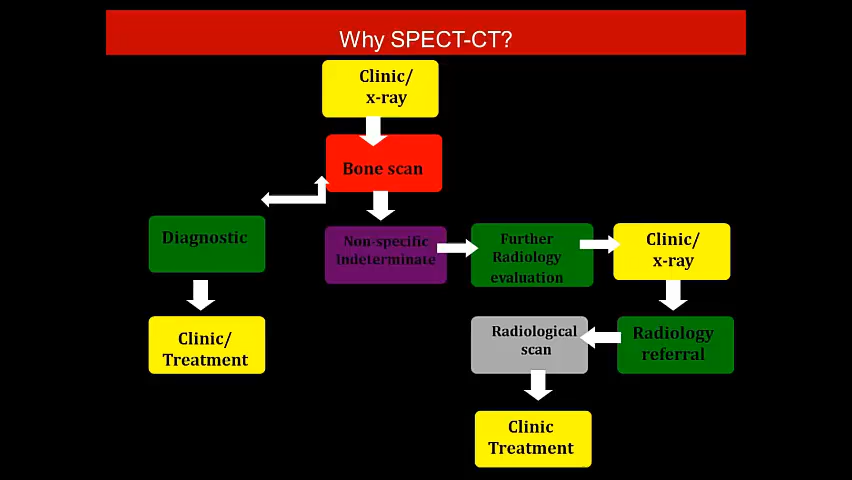 Why SPECT-CT?
Clinic/
x-ray
Bone scan
Diagnostic
Non-specific
Indeterminate
Further
Radiology
evaluation
Clinic/
x-ray
Clinic/
Treatment
Radiological
scan
Radiology
referral
Clinic
Treatment